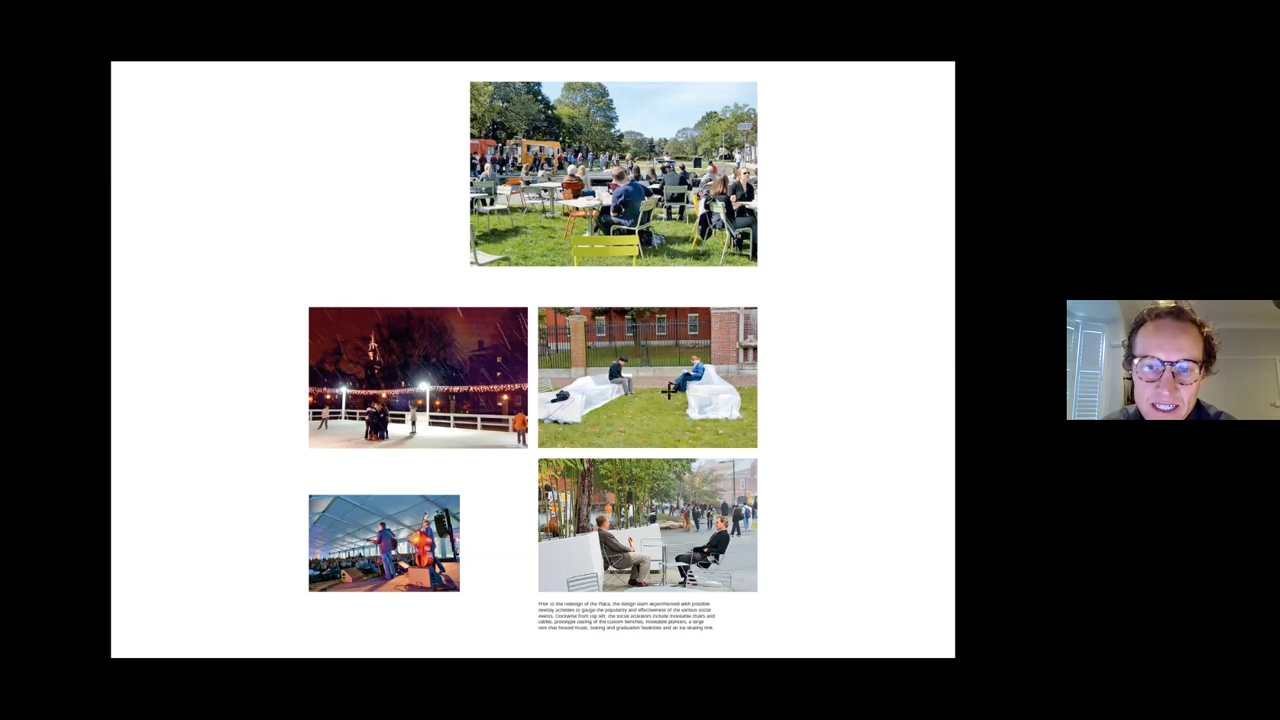 Prior to the redesign of the Plaza, the design team experimented with possible
overlay activities to gauge the popularity and effectiveness of the various social
events. Clockwise from top left: the social activators include moveable chairs and
tables, prototype testing of the custom benches, moveable planters, a large
tent that housed music, boxing and graduation festivities and an ice skating rink.